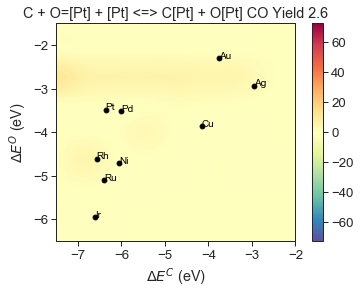 C + O=[Pt] + [Pt] <=> C[Pt] + O[Pt] CO Yield 2.6
ΔE^O (eV)
−2
−3
−4
−5
−6
Au
Ag
Pt
Pd
Cu
Rh
Ni
Ru
Ir
−7
−6
−5
−4
−3
−2
ΔE^C (eV)
60
40
20
0
−20
−40
−60